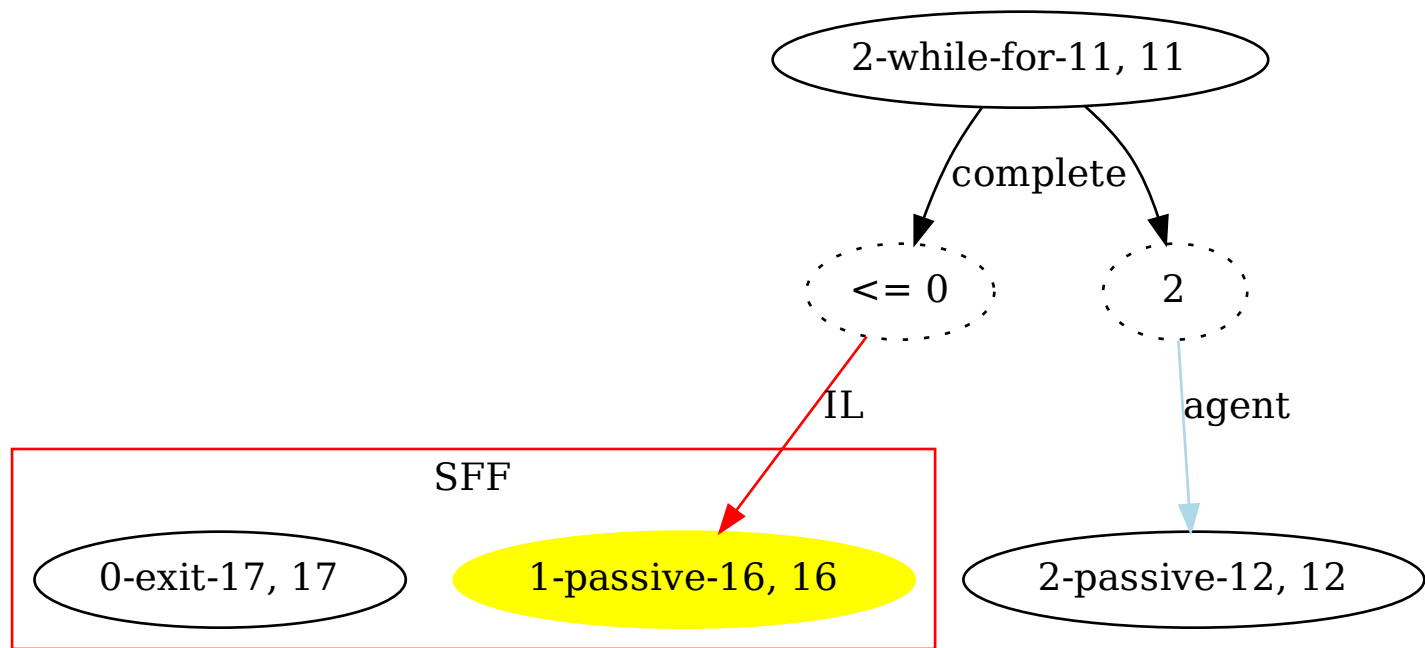 2-while-for-11, 11
complete
<= 0
2
IL
agent
SFF
0-exit-17, 17
1-passive-16, 16
2-passive-12, 12